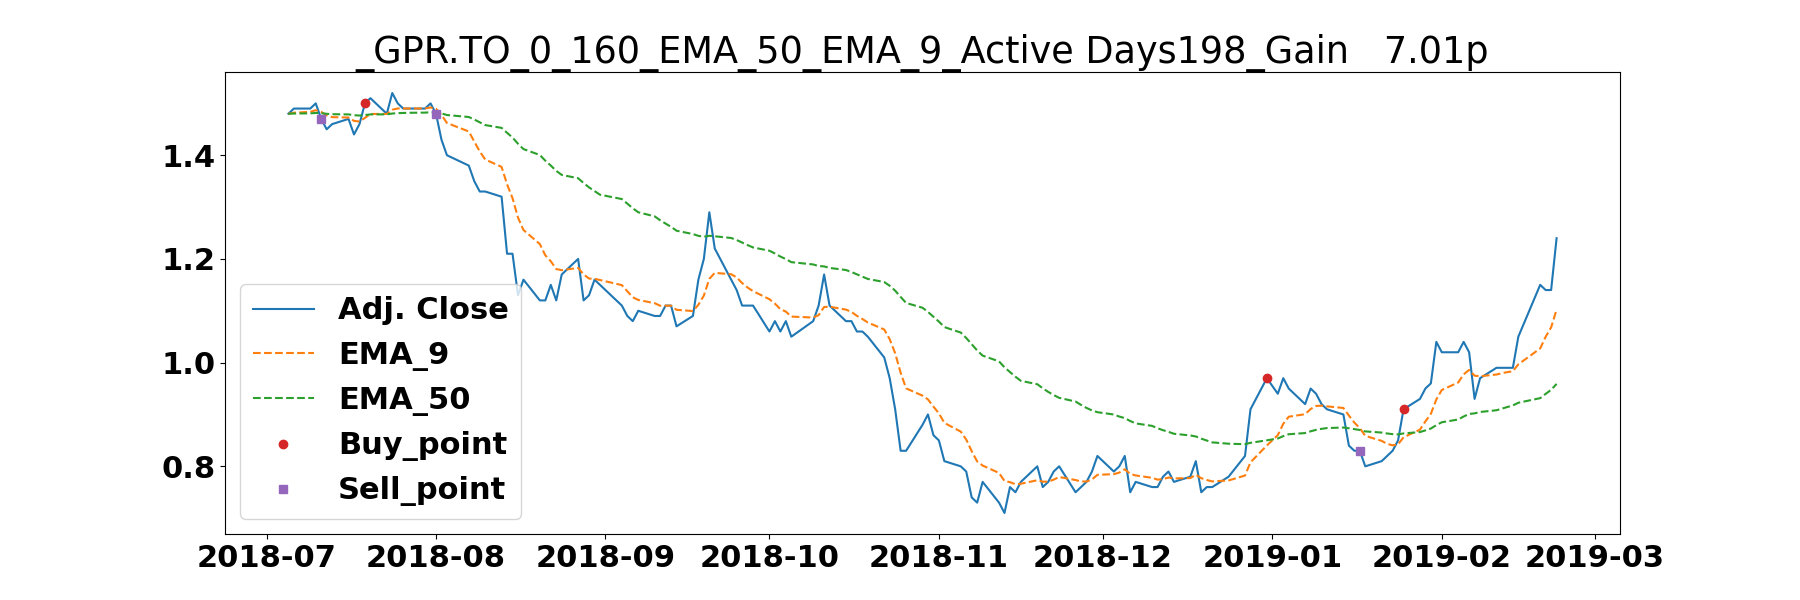 _GPR.TO_0_160_EMA_50_EMA_9_Active Days198_Gain   7.01p
1.4
1.2
1.0
0.8
Adj. Close
EMA_9
EMA_50
Buy_point
Sell_point
2018-07 2018-08 2018-09 2018-10 2018-11 2018-12 2019-01 2019-02 2019-03